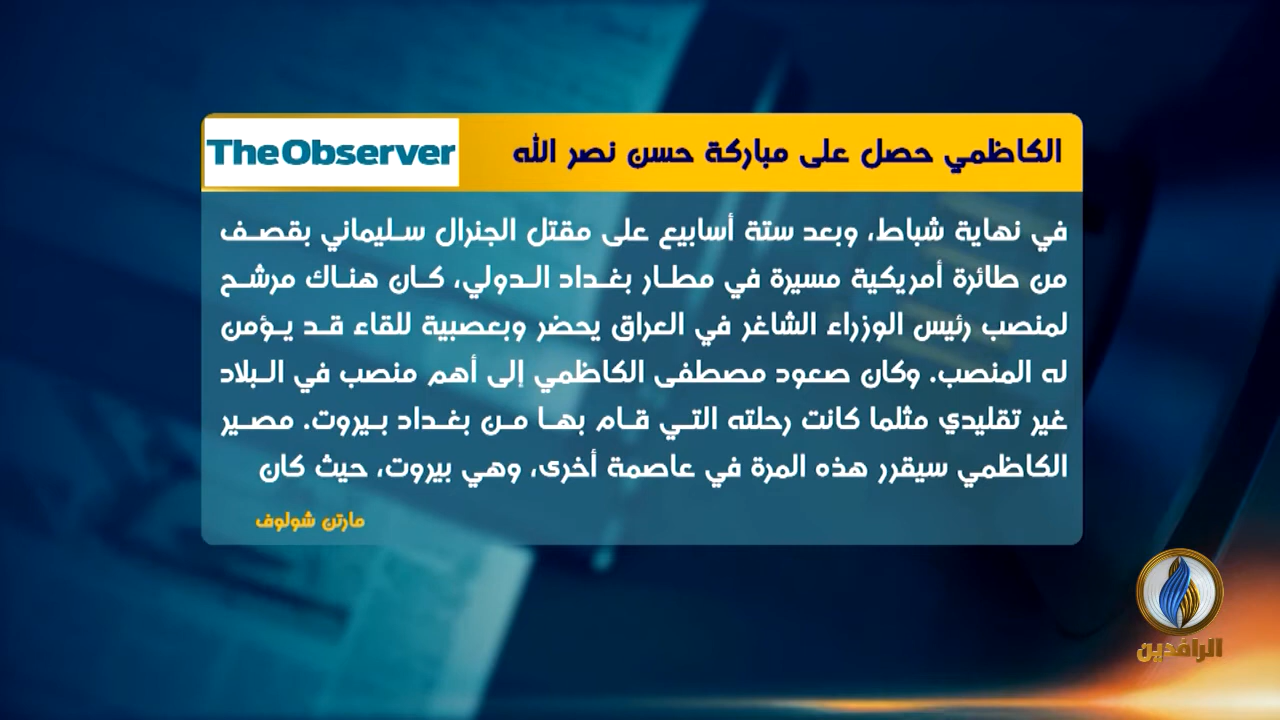 الكاظمي حصل على مباركة حسن نصر الله
TheObserver
في نهاية شباط، وبعد ستة أسابيع على مقتل الجنرال سليماني بقصف
من طائرة أمريكية مسيرة في مطار بغداد الدولي، كان هناك مرشح
لمنصب رئيس الوزراء الشاغر في العراق يحضر وبعصبية للقاء قد يؤمن
له المنصب. وكان صعود مصطفى الكاظمي إلى أهم منصب في البلاد
غير تقليدي مثلما كانت رحلته التي قام بها من بغداد بيروت. مصير
الكاظمي سيقرر هذه المرة في عاصمة أخرى، وهي بيروت، حيث كان
مارتن شولوف
الرافدين